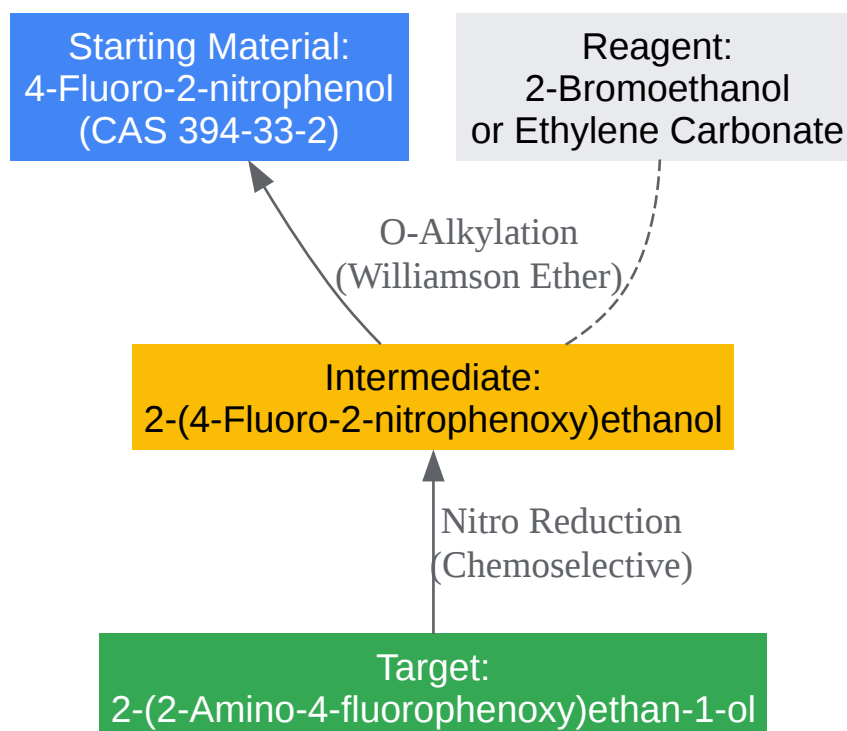 Starting Material:
4-Fluoro-2-nitrophenol
(CAS 394-33-2)
Reagent:
2-Bromoethanol
or Ethylene Carbonate
O-Alkylation
(Williamson Ether)
Intermediate:
2-(4-Fluoro-2-nitrophenoxy)ethanol
Nitro Reduction
(Chemoselective)
Target:
2-(2-Amino-4-fluorophenoxy)ethan-1-ol